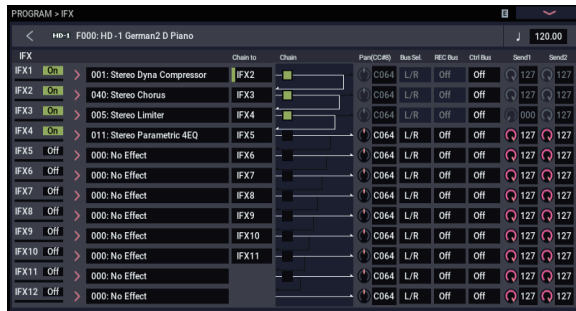 PROGRAM > IFX E
HD-1 F000: HD -1 German2 D Piano ♩ 120.00
IFX Chain to Chain Pan(CC#8) Bus Sel. REC Bus Ctrl Bus Send1 Send2
IFX1 On 001: Stereo Dyna Compressor IFX2 C064 L/R Off Off 127 127
IFX2 On 040: Stereo Chorus IFX3 C064 L/R Off Off 127 127
IFX3 On 005: Stereo Limiter IFX4 C064 L/R Off Off 000 127
IFX4 On 011: Stereo Parametric 4EQ IFX5 C064 L/R Off Off 127 127
IFX5 Off 000: No Effect IFX6 C064 L/R Off Off 127 127
IFX6 Off 000: No Effect IFX7 C064 L/R Off Off 127 127
IFX7 Off 000: No Effect IFX8 C064 L/R Off Off 127 127
IFX8 Off 000: No Effect IFX9 C064 L/R Off Off 127 127
IFX9 Off 000: No Effect IFX10 C064 L/R Off Off 127 127
IFX10 Off 000: No Effect IFX11 C064 L/R Off Off 127 127
IFX11 Off 000: No Effect C064 L/R Off Off 127 127
IFX12 Off 000: No Effect C064 L/R Off Off 127 127